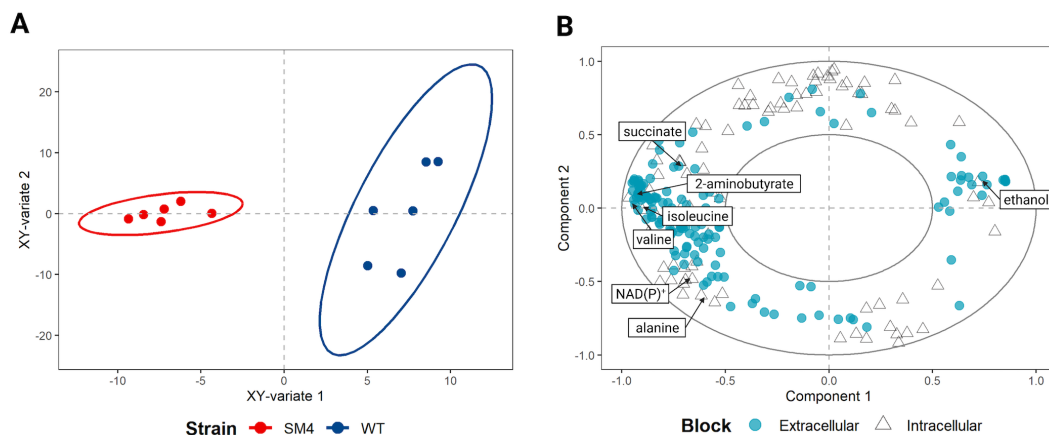 A
20
10
0
-10
-20
XY-variate 2
-10
-5
0
5
10
XY-variate 1
Strain
SM4
WT
B
1.0
0.5
0.0
-0.5
-1.0
Component 2
succinate
2-aminobutyrate
isoleucine
valine
NAD(P)⁺
alanine
ethanol
-1.0
-0.5
0.0
0.5
1.0
Component 1
Block
Extracellular
Intracellular